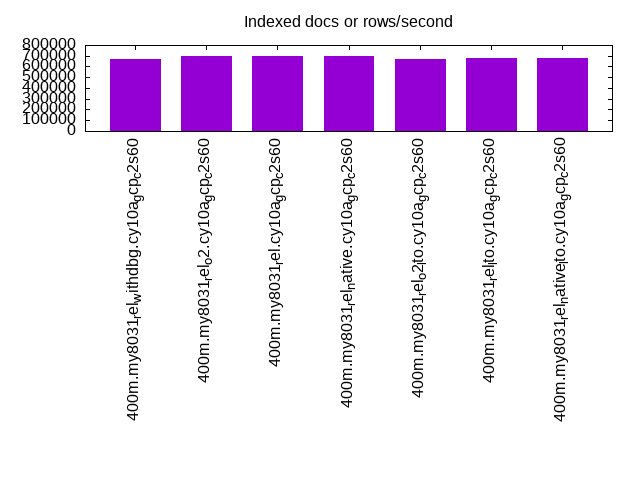 Indexed docs or rows/second
800000
700000
600000
500000
400000
300000
200000
100000
0
400m.my8031relwithdbg.cy10agcpc2s60
400m.my8031relo2.cy10agcpc2s60
400m.my8031rel.cy10agcpc2s60
400m.my8031relnative.cy10agcpc2s60
400m.my8031relo2lto.cy10agcpc2s60
400m.my8031rellto.cy10agcpc2s60
400m.my8031relnativelto.cy10agcpc2s60